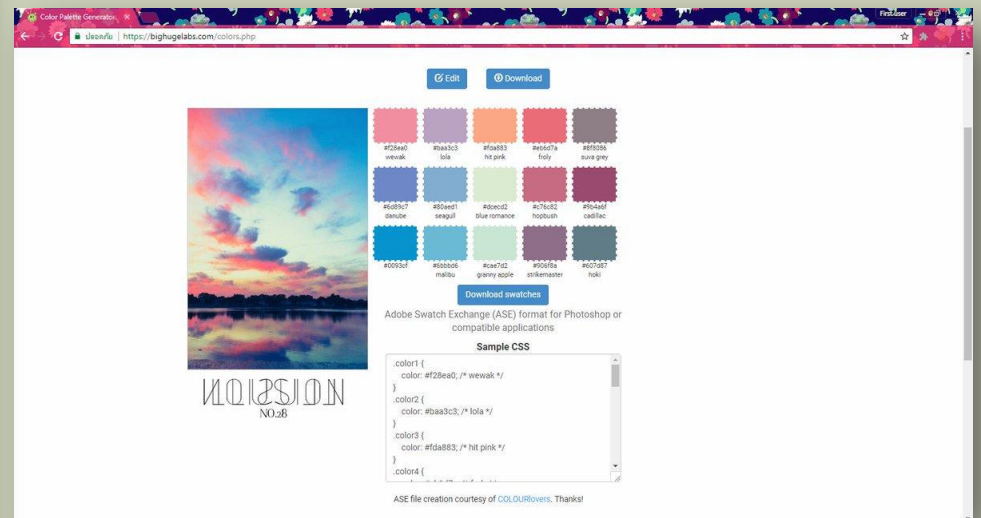 Color Palette Generator
First user
ปลอดภัย | https://bighugelabs.com/colors.php
Edit
Download
#f28ea0 #baa3c3 #fda883 #eb6d7a #8f8086
wewak lola hit pink froly suva grey
#6d89c7 #80aed1 #dcecd2 #c76c82 #9b4a6f
danube seagull blue romance hopbush cadillac
#0093cf #6bbbd6 #cae7d2 #906f8a #607d87
malibu granny apple strikemaster hoki
Download swatches
Adobe Swatch Exchange (ASE) format for Photoshop or
compatible applications
Sample CSS
.color1 {
color: #f28ea0; /* wewak */
}
.color2 {
color: #baa3c3; /* lola */
}
.color3 {
color: #fda883; /* hit pink */
}
.color4 {
NO.28
ASE file creation courtesy of COLOURlovers. Thanks!